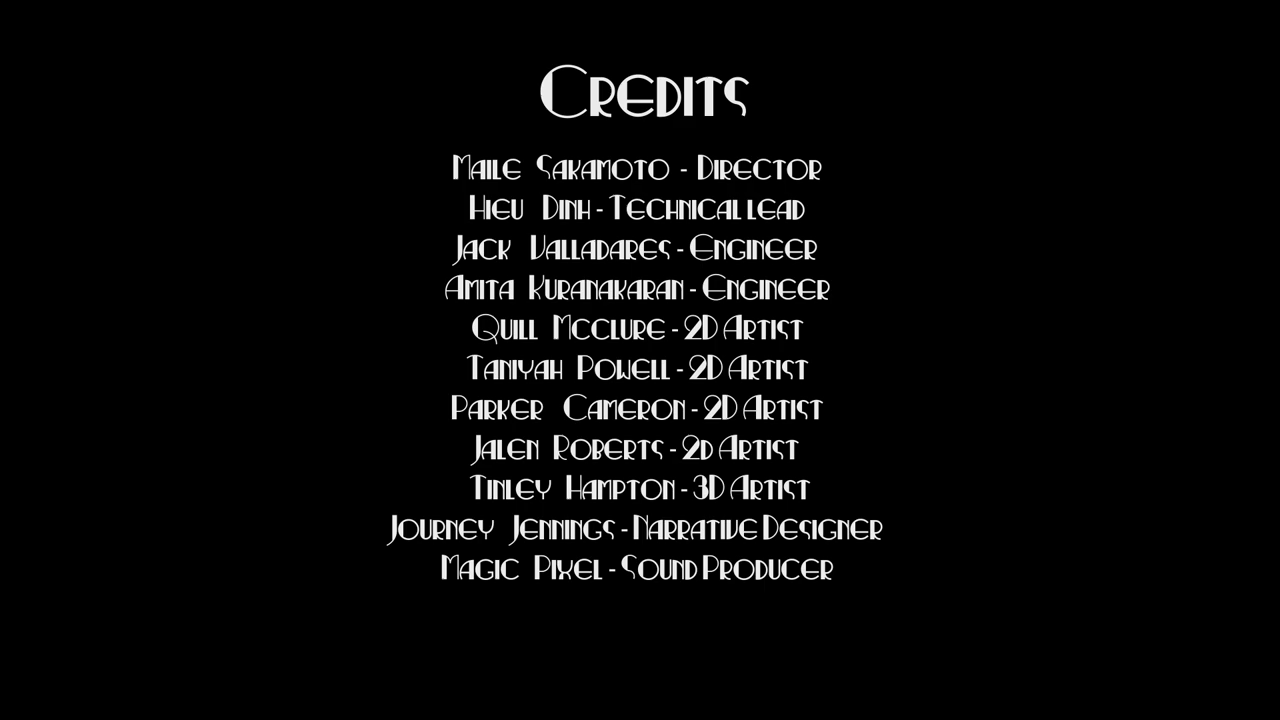 Credits
Maile Sakamoto - Director
Hieu Dinh - Technical lead
Jack Valladares - Engineer
Amita Kuranakaran - Engineer
Quill Mcclure - 2D Artist
Taniyah Powell - 2D Artist
Parker Cameron - 2D Artist
Jalen Roberts - 2d Artist
Tinley Hampton - 3D Artist
Journey Jennings - Narrative Designer
Magic Pixel - Sound Producer